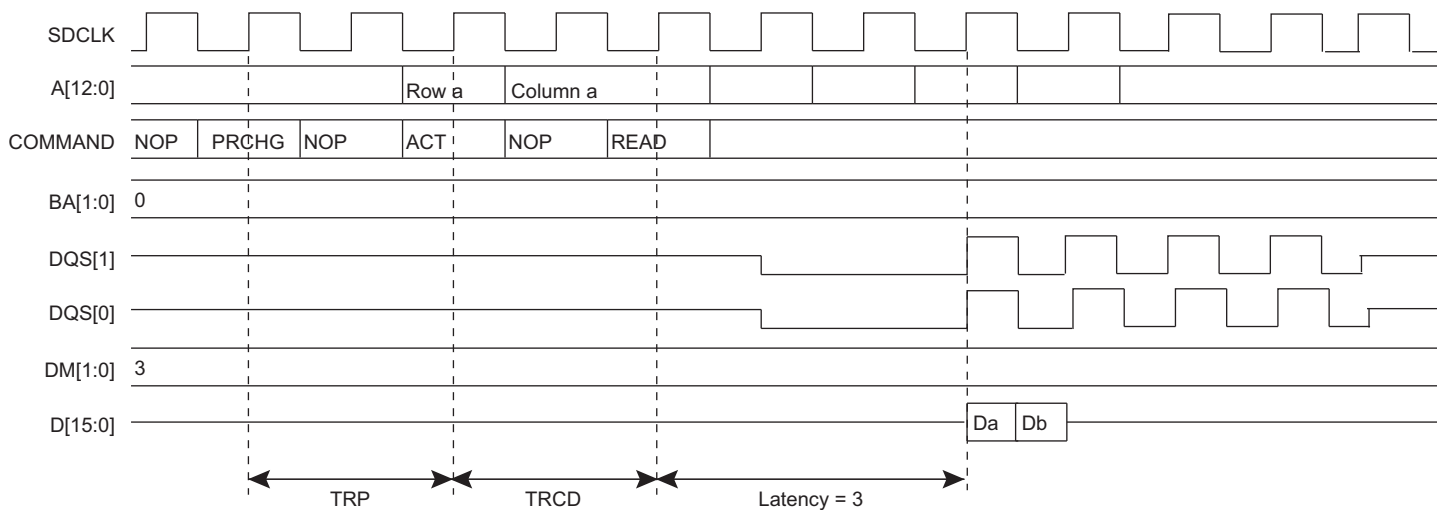 SDCLK
A[12:0] Row a Column a
COMMAND NOP PRCHG NOP ACT NOP READ
BA[1:0] 0
DQS[1]
DQS[0]
DM[1:0] 3
D[15:0] Da Db
TRP TRCD Latency = 3